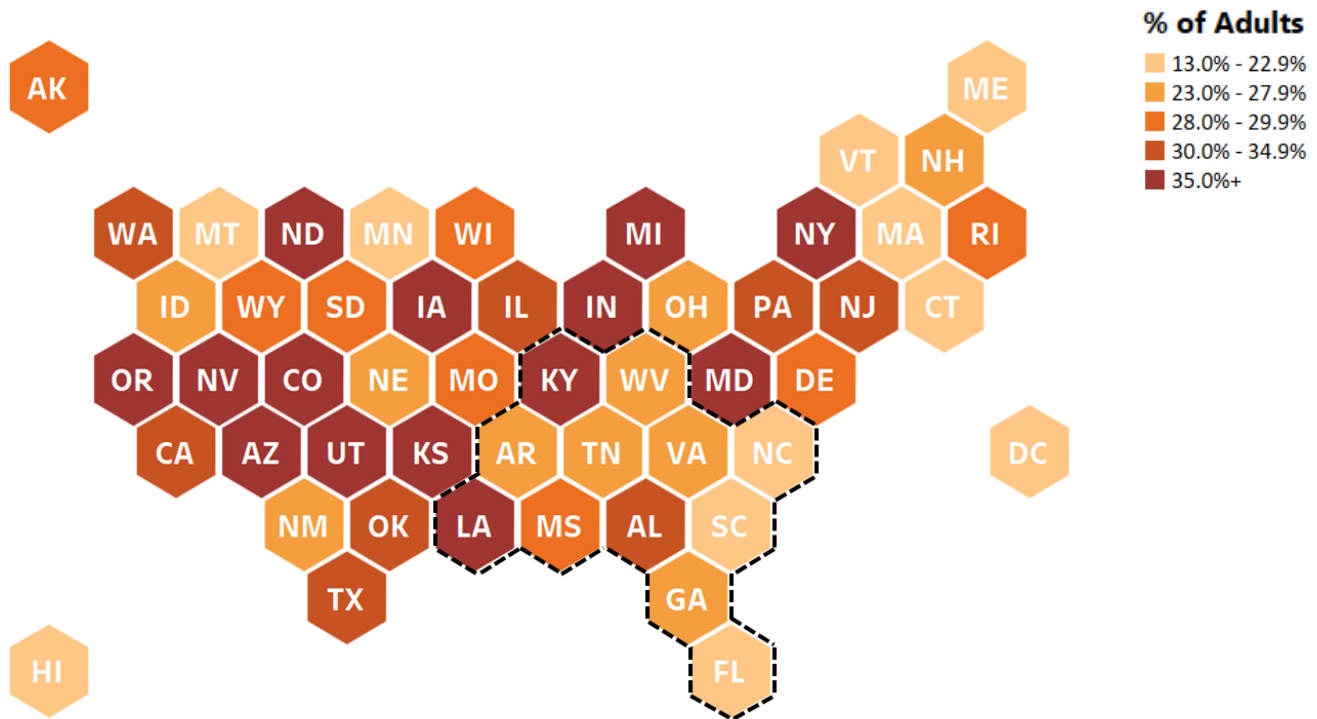 % of Adults
13.0% - 22.9%
23.0% - 27.9%
28.0% - 29.9%
30.0% - 34.9%
35.0%+
AK ME
VT NH
WA MT ND MN WI MI NY MA RI
ID WY SD IA IL IN OH PA NJ CT
OR NV CO NE MO KY WV MD DE
CA AZ UT KS AR TN VA NC DC
NM OK LA MS AL SC
TX GA
HI FL